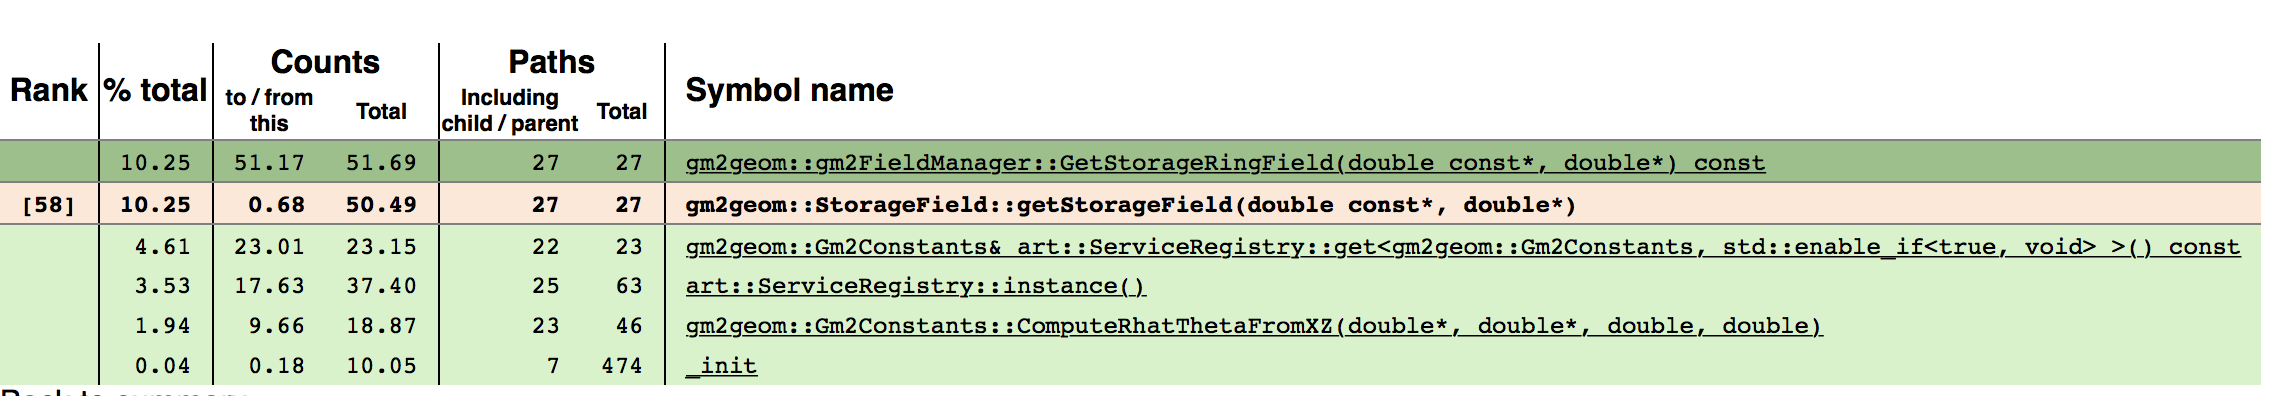 Rank % total Counts Paths Symbol name
to / from this Total Including child / parent Total
10.25 51.17 51.69 27 27 gm2geom::gm2FieldManager::GetStorageRingField(double const*, double*) const
[58] 10.25 0.68 50.49 27 27 gm2geom::StorageField::getStorageField(double const*, double*)
4.61 23.01 23.15 22 23 gm2geom::Gm2Constants& art::ServiceRegistry::get<gm2geom::Gm2Constants, std::enable_if<true, void> >() const
3.53 17.63 37.40 25 63 art::ServiceRegistry::instance()
1.94 9.66 18.87 23 46 gm2geom::Gm2Constants::ComputeRhatThetaFromXZ(double*, double*, double, double)
0.04 0.18 10.05 7 474 _init
Back to summary